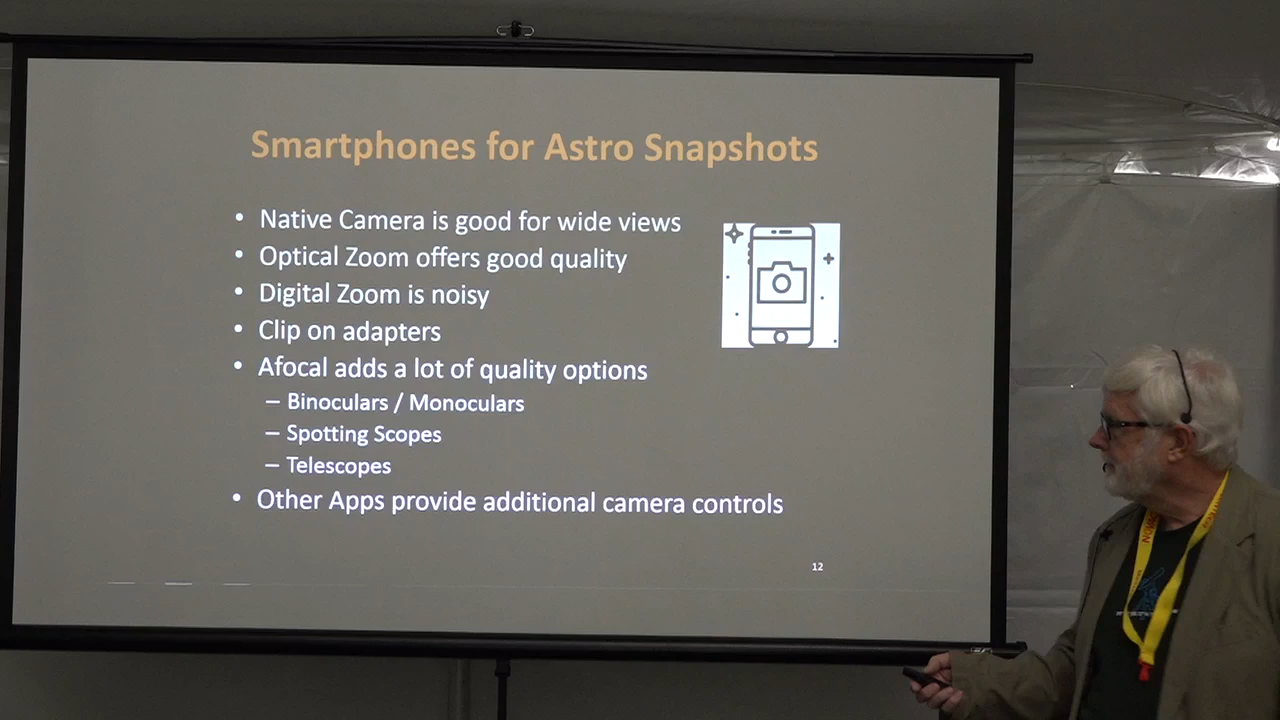 Smartphones for Astro Snapshots
• Native Camera is good for wide views
• Optical Zoom offers good quality
• Digital Zoom is noisy
• Clip on adapters
• Afocal adds a lot of quality options
– Binoculars / Monoculars
– Spotting Scopes
– Telescopes
• Other Apps provide additional camera controls
12